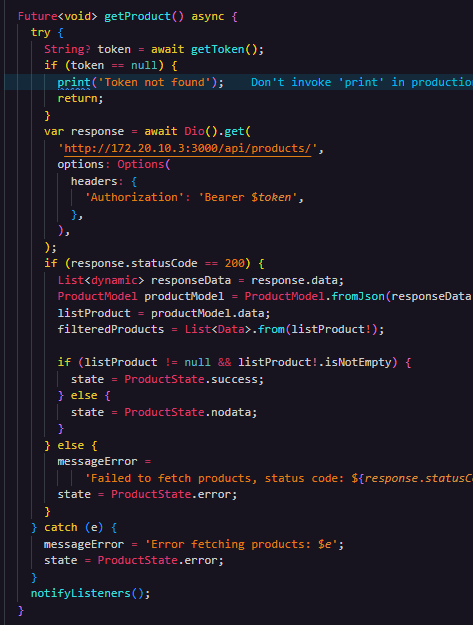 Future<void> getProduct() async {
try {
String? token = await getToken();
if (token == null) {
print('Token not found');    Don't invoke 'print' in production
return;
}
var response = await Dio().get(
'http://172.20.10.3:3000/api/products/',
options: Options(
headers: {
'Authorization': 'Bearer $token',
},
),
);
if (response.statusCode == 200) {
List<dynamic> responseData = response.data;
ProductModel productModel = ProductModel.fromJson(responseData
listProduct = productModel.data;
filteredProducts = List<Data>.from(listProduct!);
if (listProduct != null && listProduct!.isNotEmpty) {
state = ProductState.success;
} else {
state = ProductState.nodata;
}
} else {
messageError =
'Failed to fetch products, status code: ${response.statusC
state = ProductState.error;
}
} catch (e) {
messageError = 'Error fetching products: $e';
state = ProductState.error;
}
notifyListeners();
}